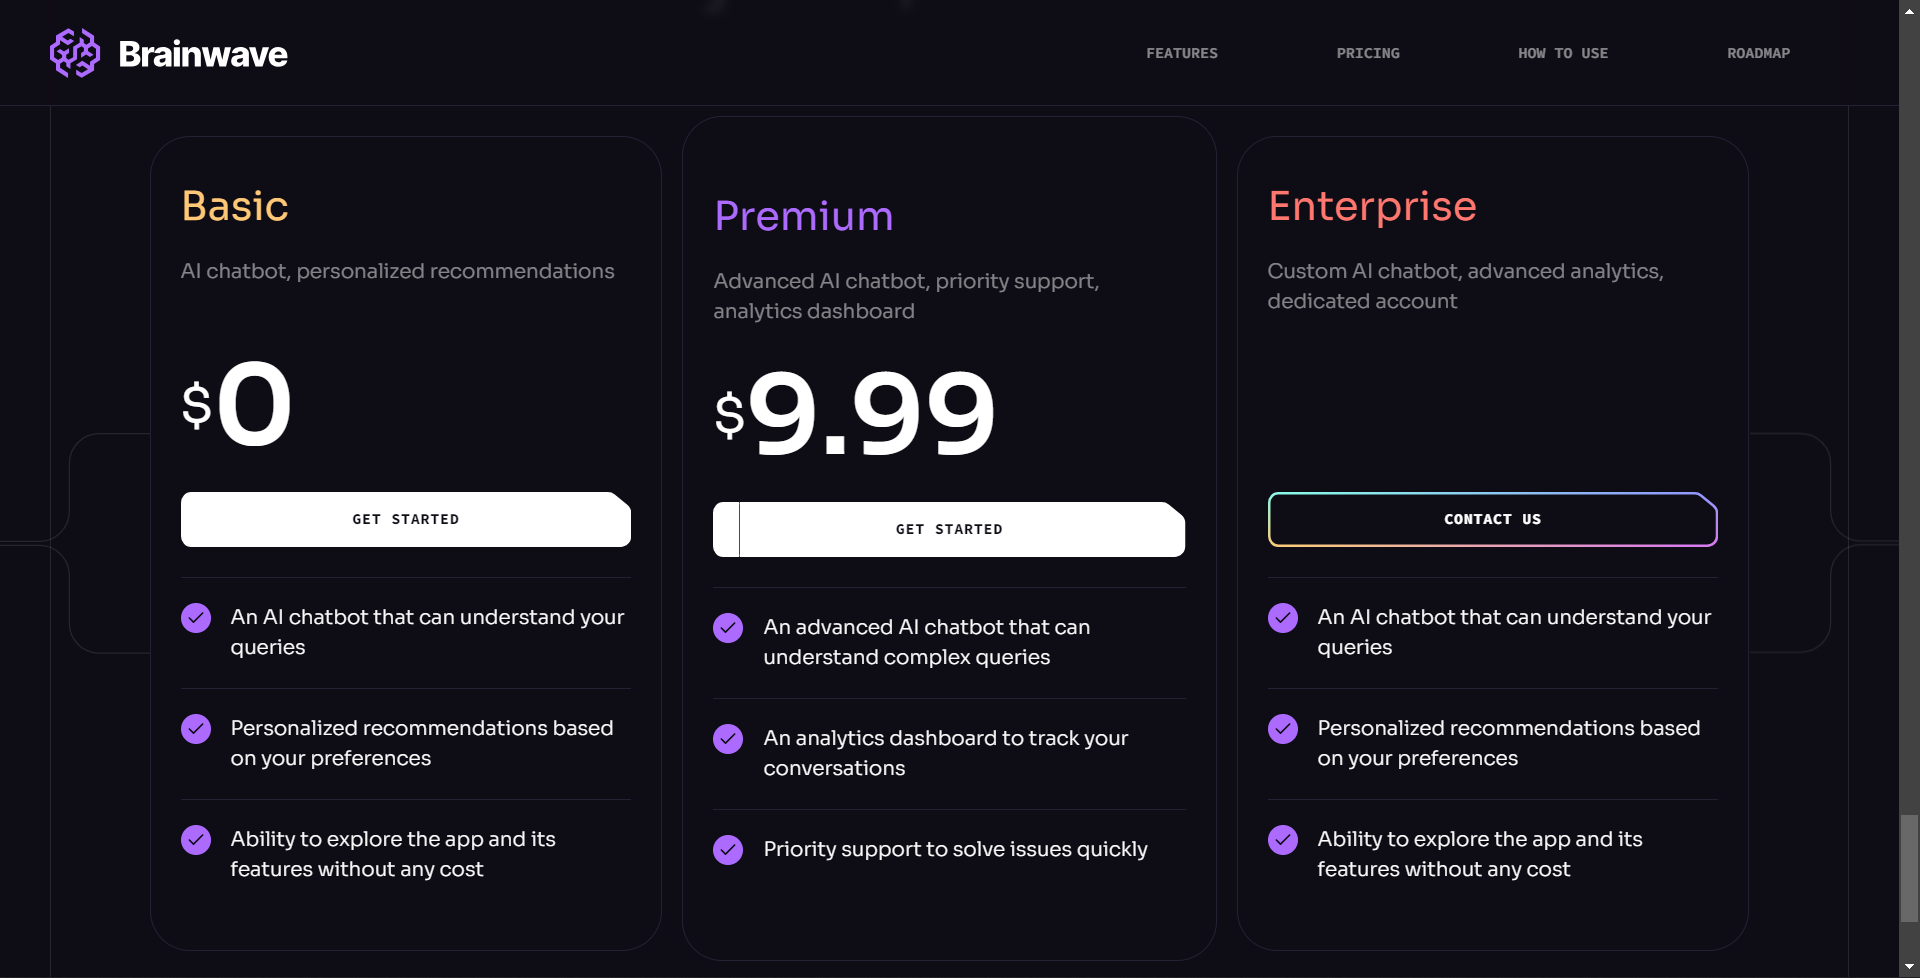 Brainwave
FEATURES
PRICING
HOW TO USE
ROADMAP
Basic
AI chatbot, personalized recommendations
$0
GET STARTED
An AI chatbot that can understand your
queries
Personalized recommendations based
on your preferences
Ability to explore the app and its
features without any cost
Premium
Advanced AI chatbot, priority support,
analytics dashboard
$9.99
GET STARTED
An advanced AI chatbot that can
understand complex queries
An analytics dashboard to track your
conversations
Priority support to solve issues quickly
Enterprise
Custom AI chatbot, advanced analytics,
dedicated account
CONTACT US
An AI chatbot that can understand your
queries
Personalized recommendations based
on your preferences
Ability to explore the app and its
features without any cost